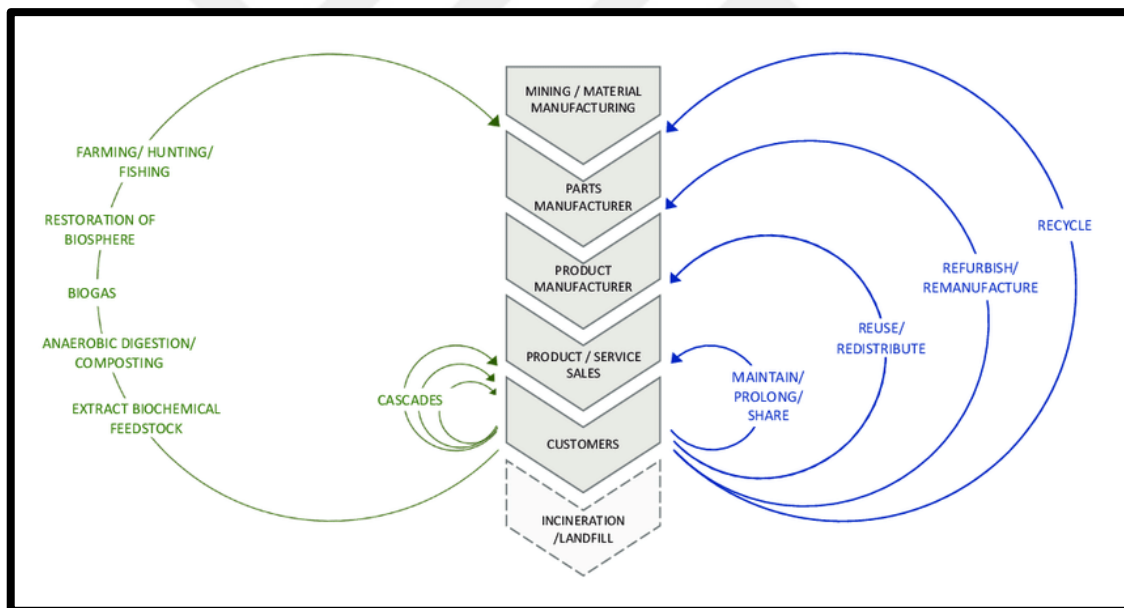 MINING / MATERIAL
MANUFACTURING
PARTS
MANUFACTURER
PRODUCT
MANUFACTURER
PRODUCT / SERVICE
SALES
CUSTOMERS
INCINERATION
/LANDFILL
FARMING/ HUNTING/
FISHING
RESTORATION OF
BIOSPHERE
BIOGAS
ANAEROBIC DIGESTION/
COMPOSTING
EXTRACT BIOCHEMICAL
FEEDSTOCK
CASCADES
MAINTAIN/
PROLONG/
SHARE
REUSE/
REDISTRIBUTE
REFURBISH/
REMANUFACTURE
RECYCLE